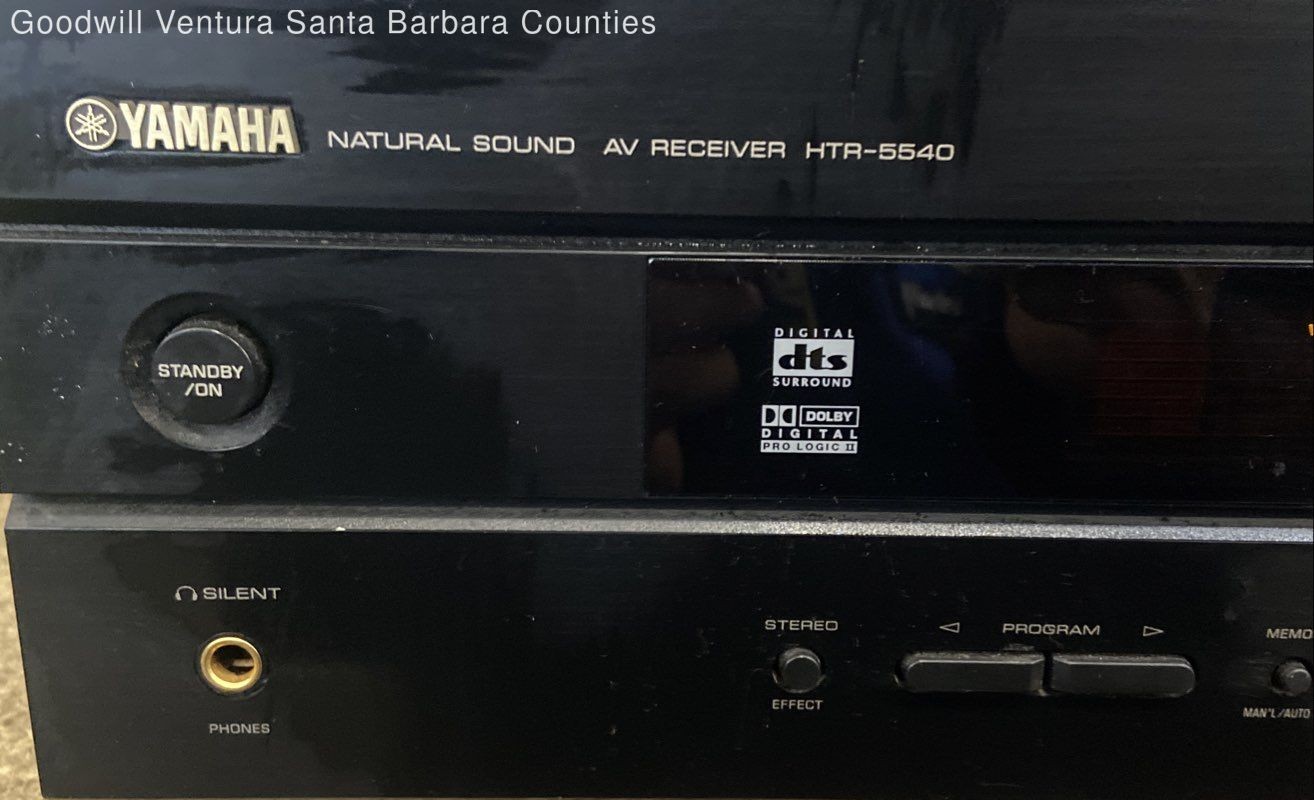 Goodwill Ventura Santa Barbara Counties
YAMAHA NATURAL SOUND AV RECEIVER HTR-5540
STANDBY
/ON
DIGITAL
dts
SURROUND
DOLBY
DIGITAL
PRO LOGIC II
SILENT
PHONES
STEREO
EFFECT
PROGRAM
MEMO
MAN'L/AUTO